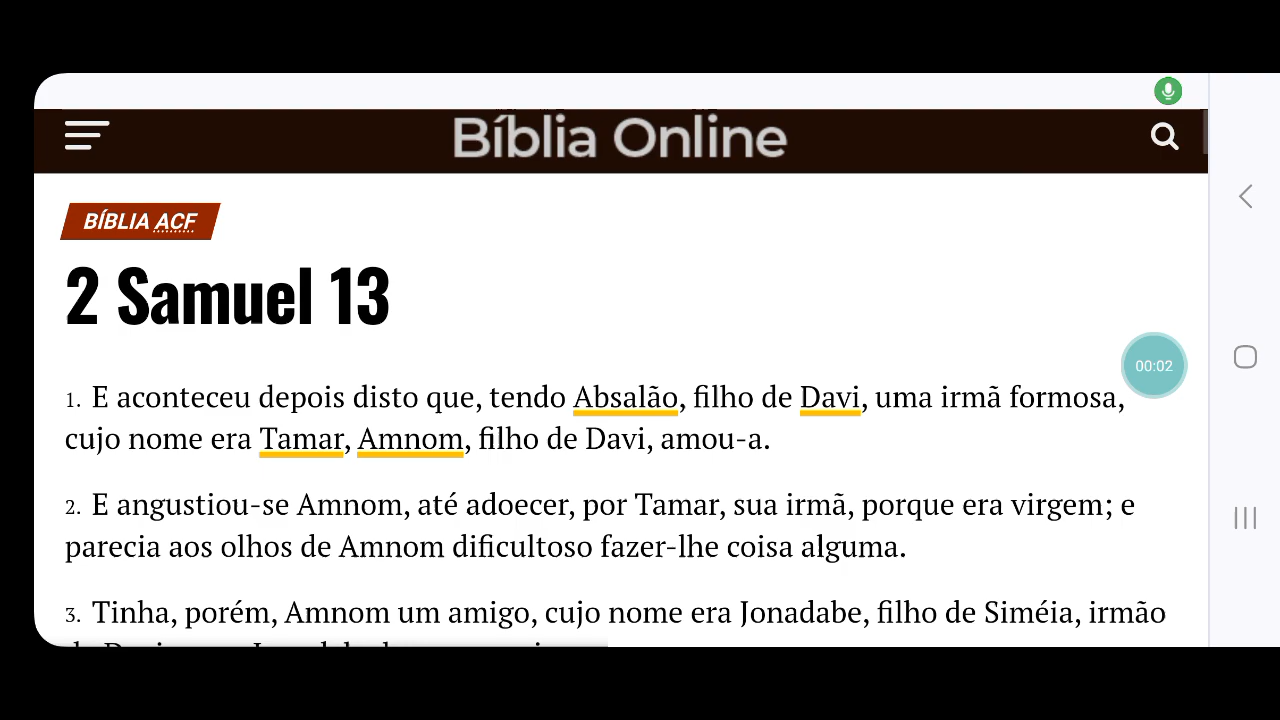 Bíblia Online
BÍBLIA ACF
2 Samuel 13
00:02
1. E aconteceu depois disto que, tendo Absalão, filho de Davi, uma irmã formosa,
cujo nome era Tamar, Amnom, filho de Davi, amou-a.
2. E angustiou-se Amnom, até adoecer, por Tamar, sua irmã, porque era virgem; e
parecia aos olhos de Amnom dificultoso fazer-lhe coisa alguma.
3. Tinha, porém, Amnom um amigo, cujo nome era Jonadabe, filho de Siméia, irmão